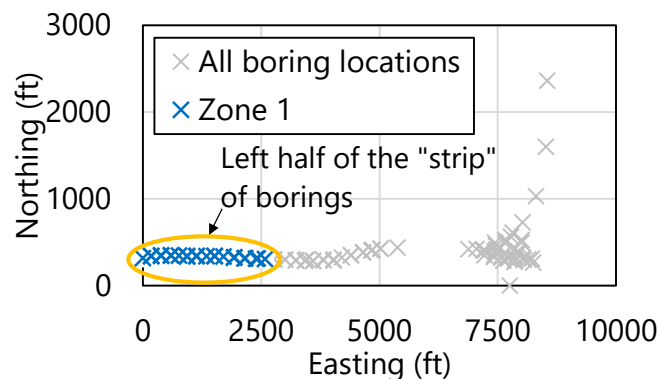 3000
2000
1000
0
Northing (ft)
All boring locations
Zone 1
Left half of the "strip"
of borings
0 2500 5000 7500 10000
Easting (ft)